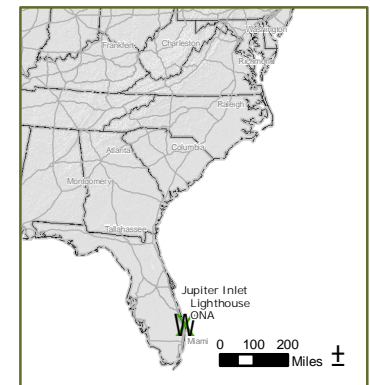 Washington
Frankfort
Charleston
Richmond
Raleigh
Columbia
Atlanta
Montgomery
Tallahassee
Jupiter Inlet
Lighthouse
ONA
W
Miami
0 100 200
Miles